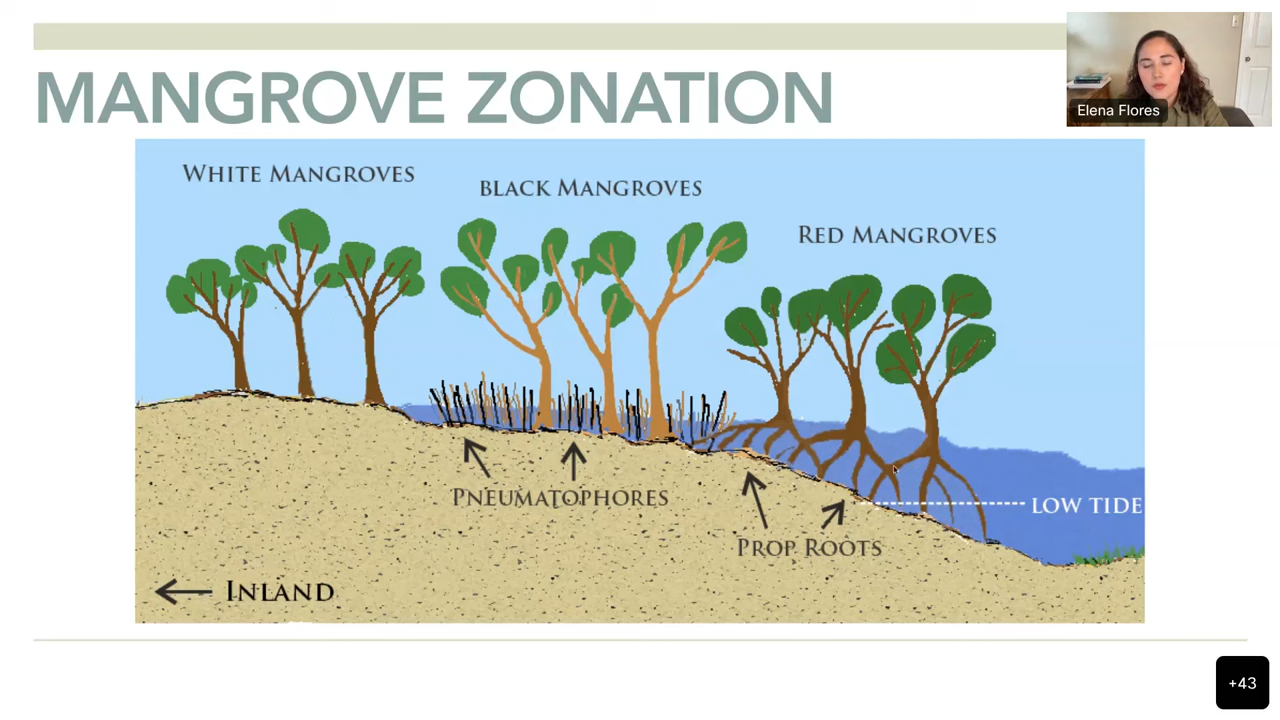 MANGROVE ZONATION
Elena Flores
WHITE MANGROVES
BLACK MANGROVES
RED MANGROVES
PNEUMATOPHORES
LOW TIDE
PROP ROOTS
INLAND
+43